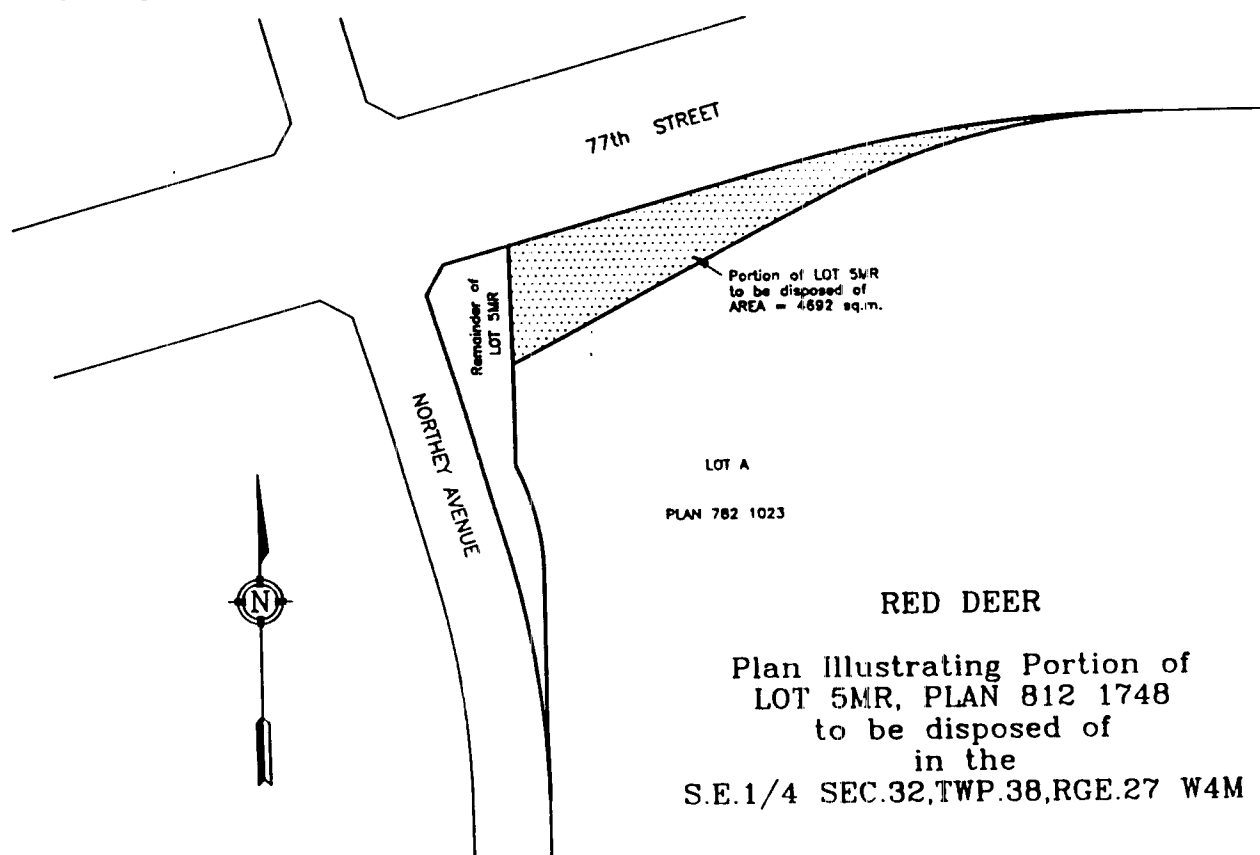 77th STREET
Portion of LOT 5MR
to be disposed of
AREA = 4692 sq.m.
Remainder of
LOT 5MR
NORTHEY AVENUE
LOT A
PLAN 782 1023
N
RED DEER
Plan Illustrating Portion of
LOT 5MR, PLAN 812 1748
to be disposed of
in the
S.E.1/4 SEC.32,TWP.38,RGE.27 W4M